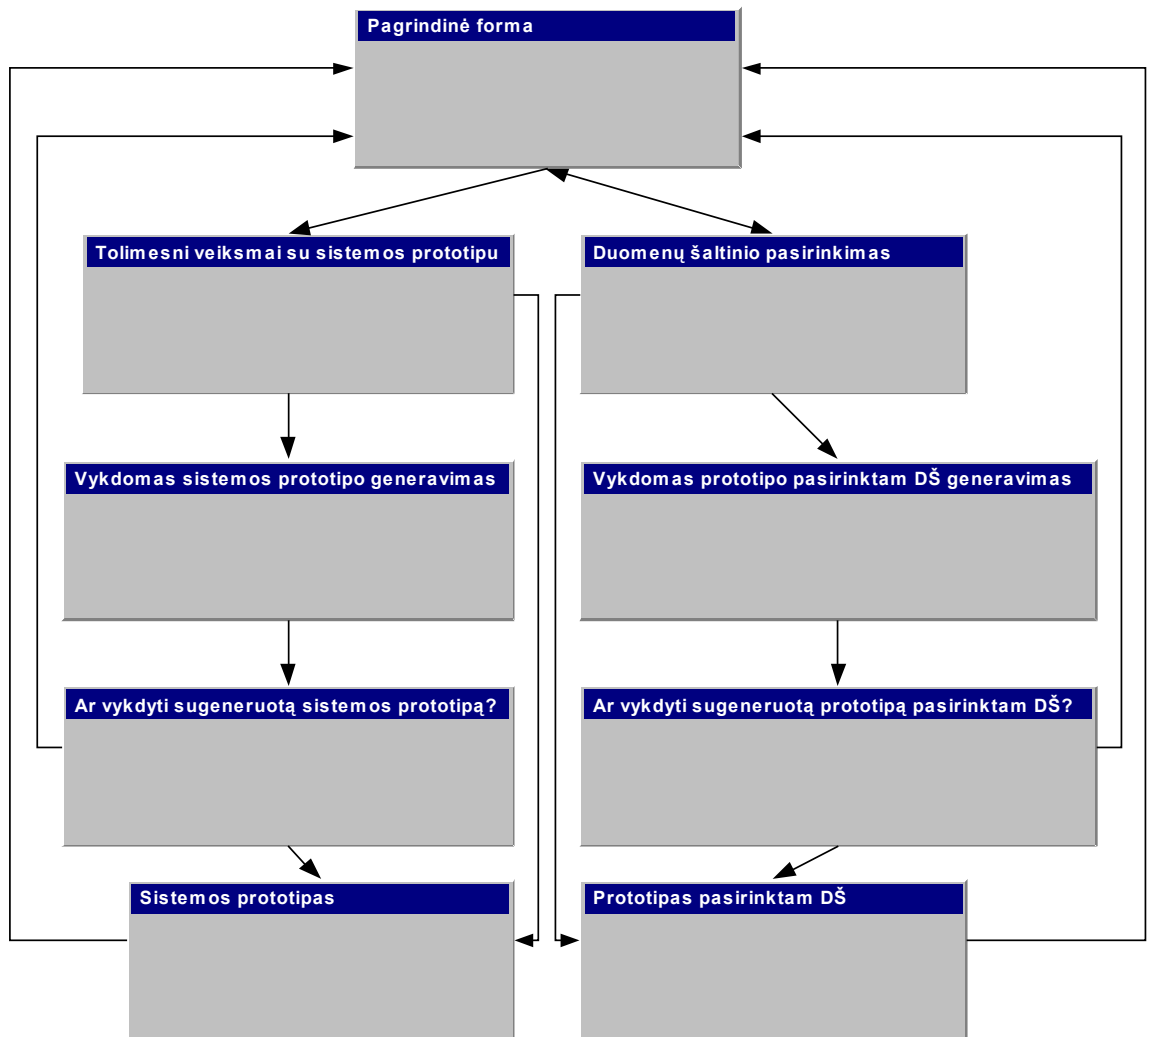 Pagrindinė forma
Tolimesni veiksmai su sistemos prototipu
Duomenų šaltinio pasirinkimas
Vykdomas sistemos prototipo generavimas
Vykdomas prototipo pasirinktam DŠ generavimas
Ar vykdyti sugeneruotą sistemos prototipą?
Ar vykdyti sugeneruotą prototipą pasirinktam DŠ?
Sistemos prototipas
Prototipas pasirinktam DŠ